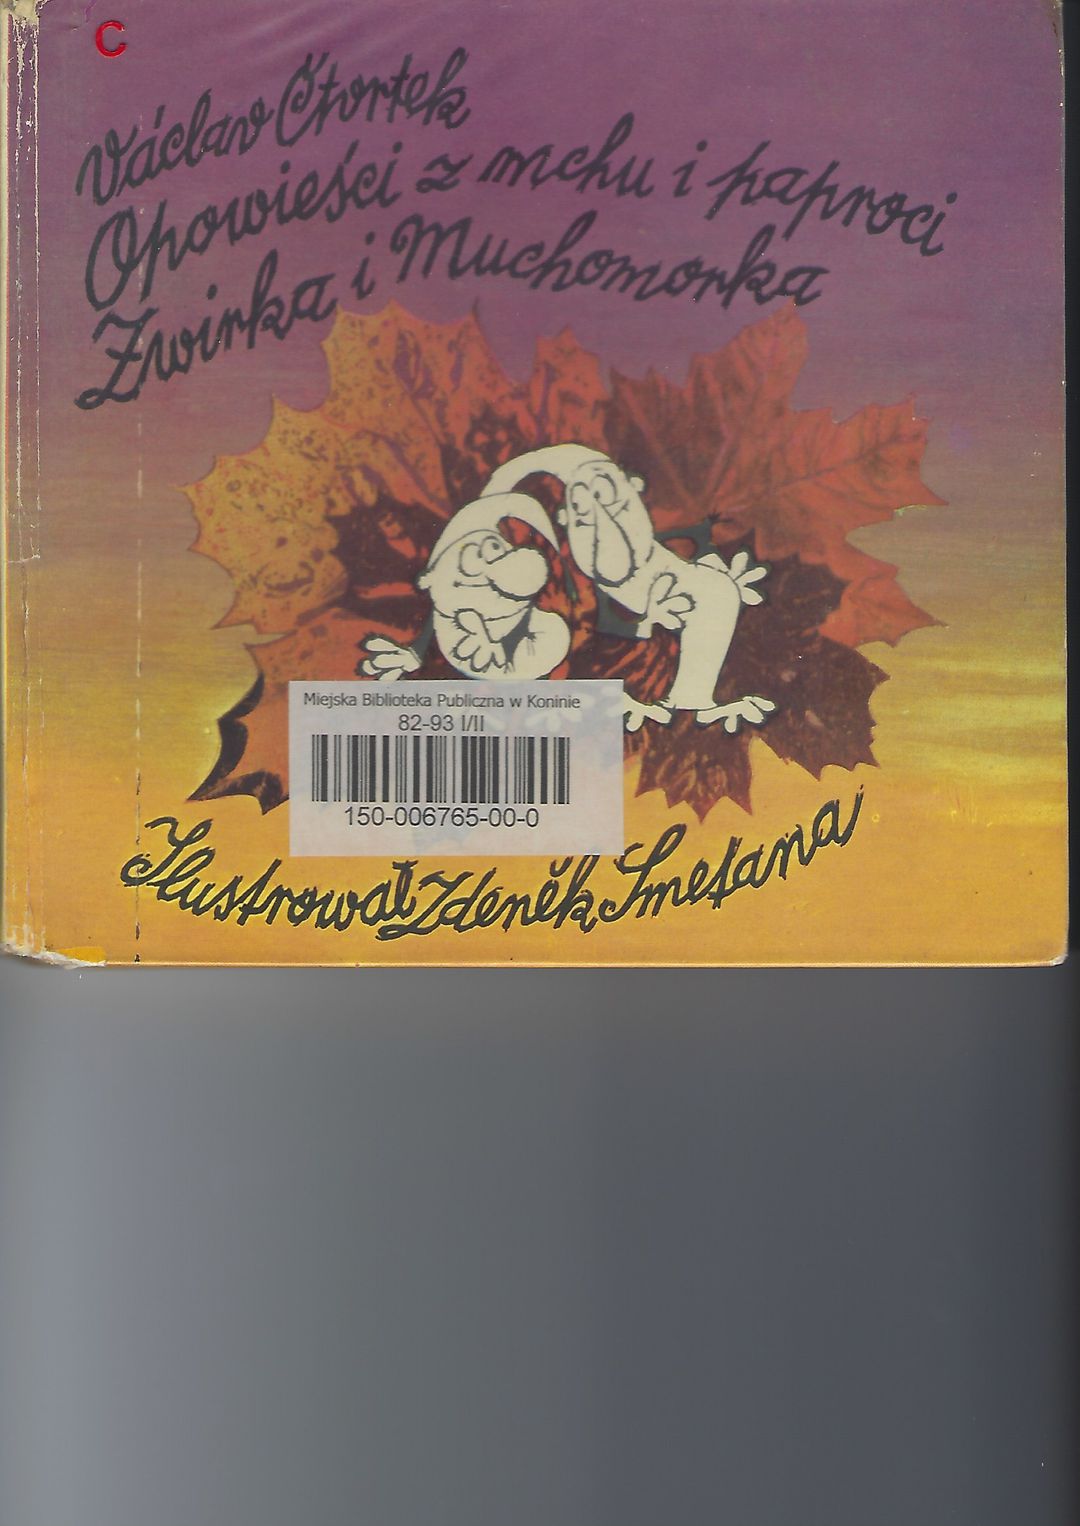 C
Václav Čtvrtek
Opowieści z mchu i paproci
Żwirka i Muchomorka
Miejska Biblioteka Publiczna w Koninie
82-93 I/II
150-006765-00-0
Ilustrował Zdeněk Smetana